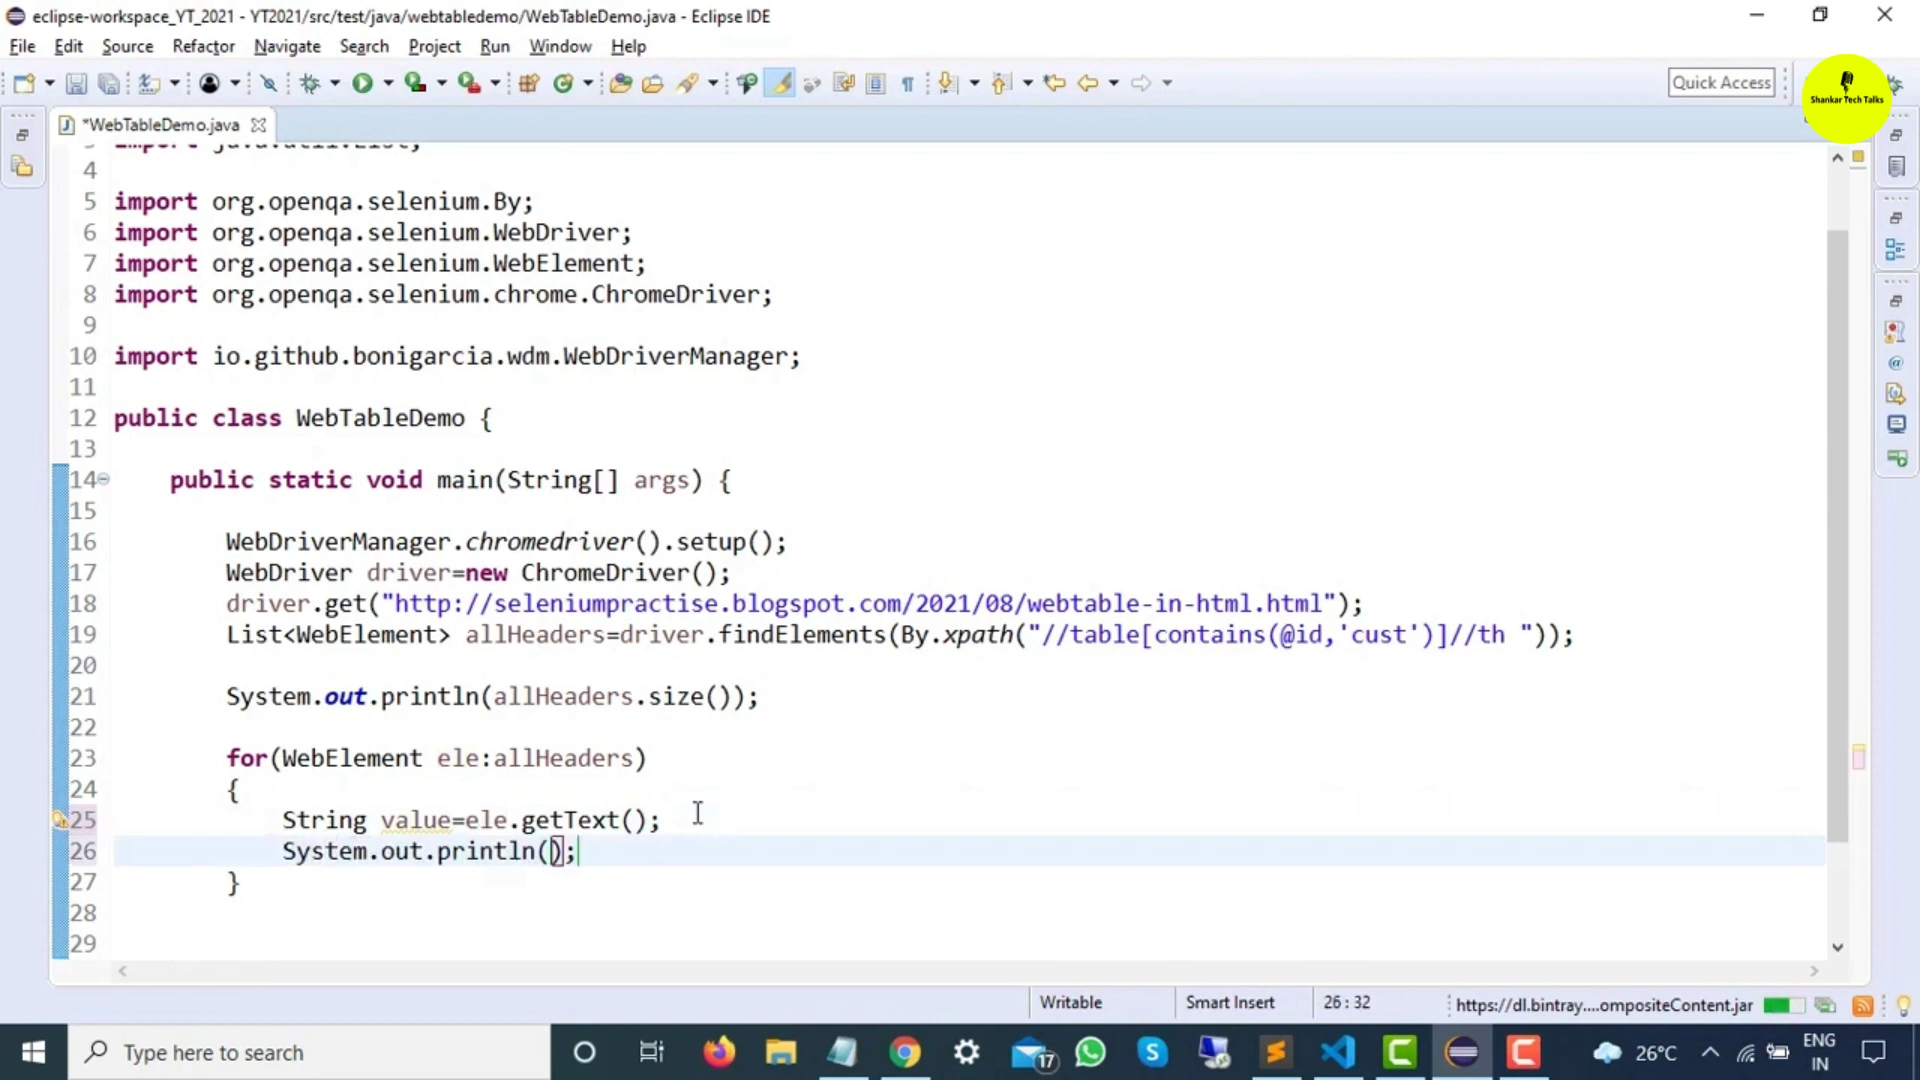 eclipse-workspace_YT_2021 - YT2021/src/test/java/webtabledemo/WebTableDemo.java - Eclipse IDE
File Edit Source Refactor Navigate Search Project Run Window Help
Quick Access
Shankar Tech Talks
*WebTableDemo.java
3 import java.util.List;
4
5 import org.openqa.selenium.By;
6 import org.openqa.selenium.WebDriver;
7 import org.openqa.selenium.WebElement;
8 import org.openqa.selenium.chrome.ChromeDriver;
9
10 import io.github.bonigarcia.wdm.WebDriverManager;
11
12 public class WebTableDemo {
13
14 public static void main(String[] args) {
15
16 WebDriverManager.chromedriver().setup();
17 WebDriver driver=new ChromeDriver();
18 driver.get("http://seleniumpractise.blogspot.com/2021/08/webtable-in-html.html");
19 List<WebElement> allHeaders=driver.findElements(By.xpath("//table[contains(@id,'cust')]//th "));
20
21 System.out.println(allHeaders.size());
22
23 for(WebElement ele:allHeaders)
24 {
25 String value=ele.getText();
26 System.out.println();
27 }
28
29
Writable Smart Insert 26 : 32 https://dl.bintray....ompositeContent.jar
Type here to search
17
26°C
ENG
IN